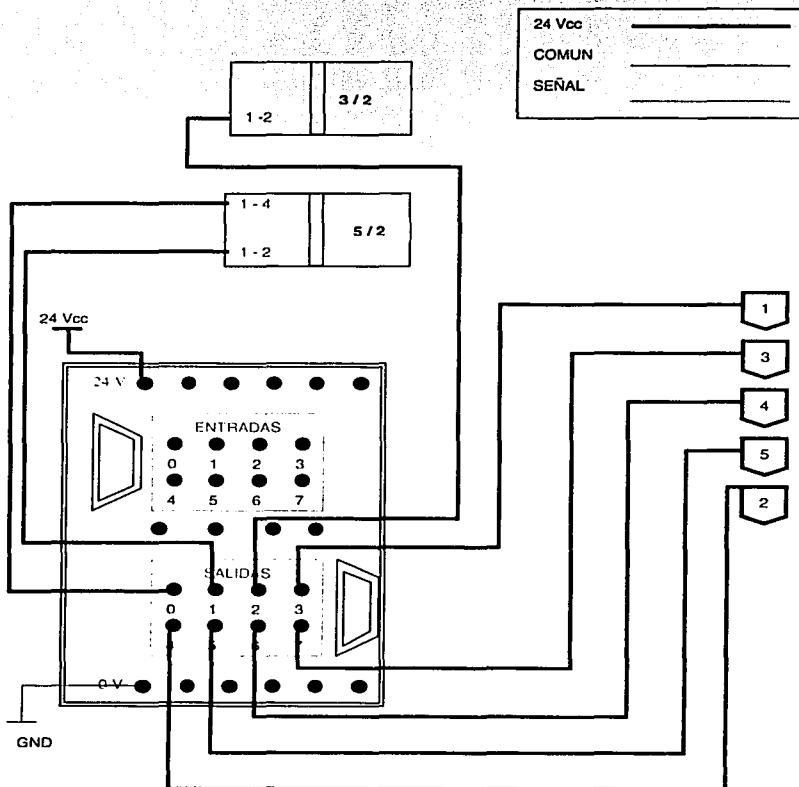 24 Vcc
COMUN
SEÑAL
3 / 2
1 -2
1 - 4
5 / 2
1 - 2
24 Vcc
1
3
4
5
2
24 V
ENTRADAS
0 1 2 3
4 5 6 7
SALIDAS
0 1 2 3
0 V
GND